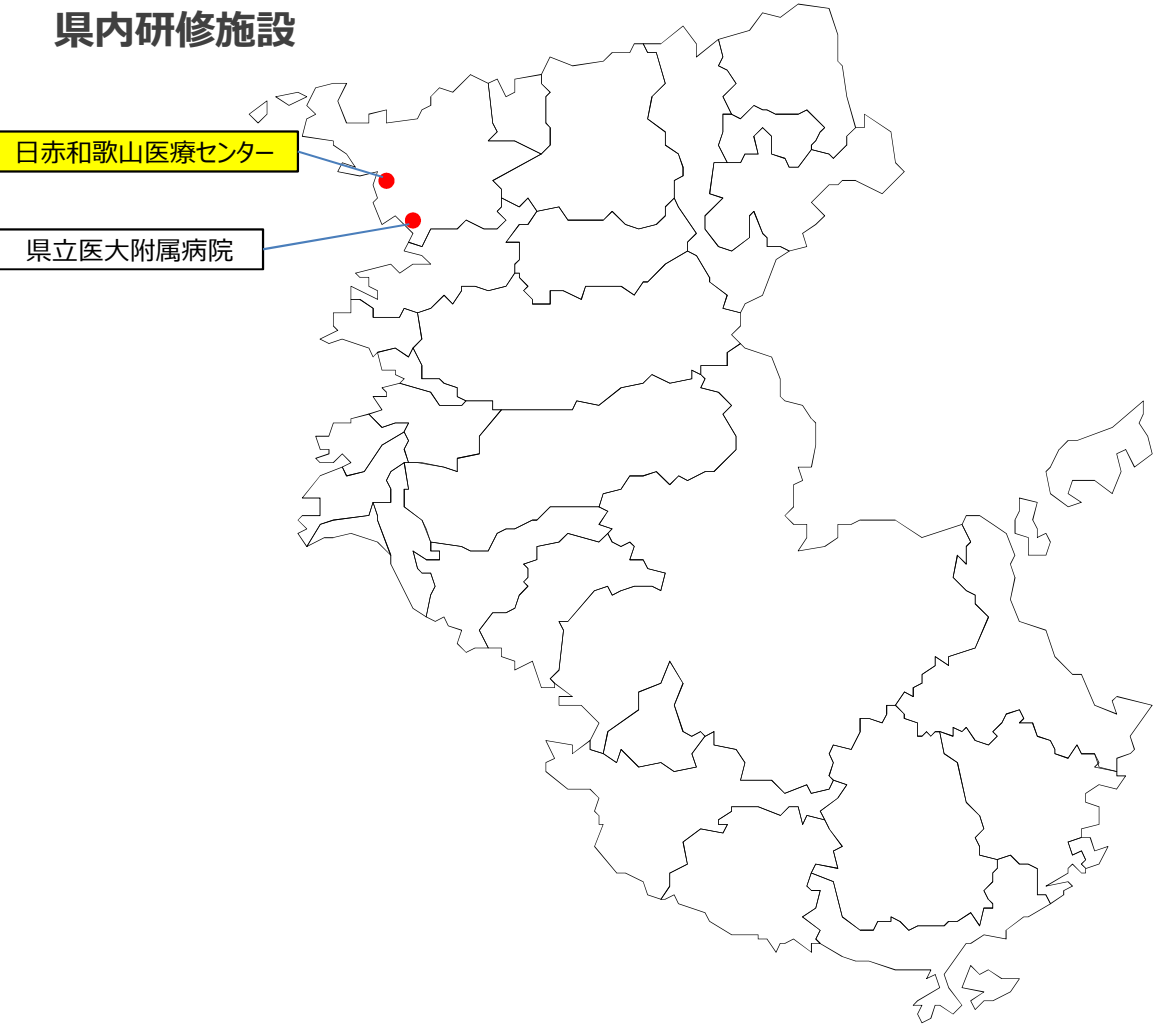 県内研修施設
日赤和歌山医療センター
県立医大附属病院